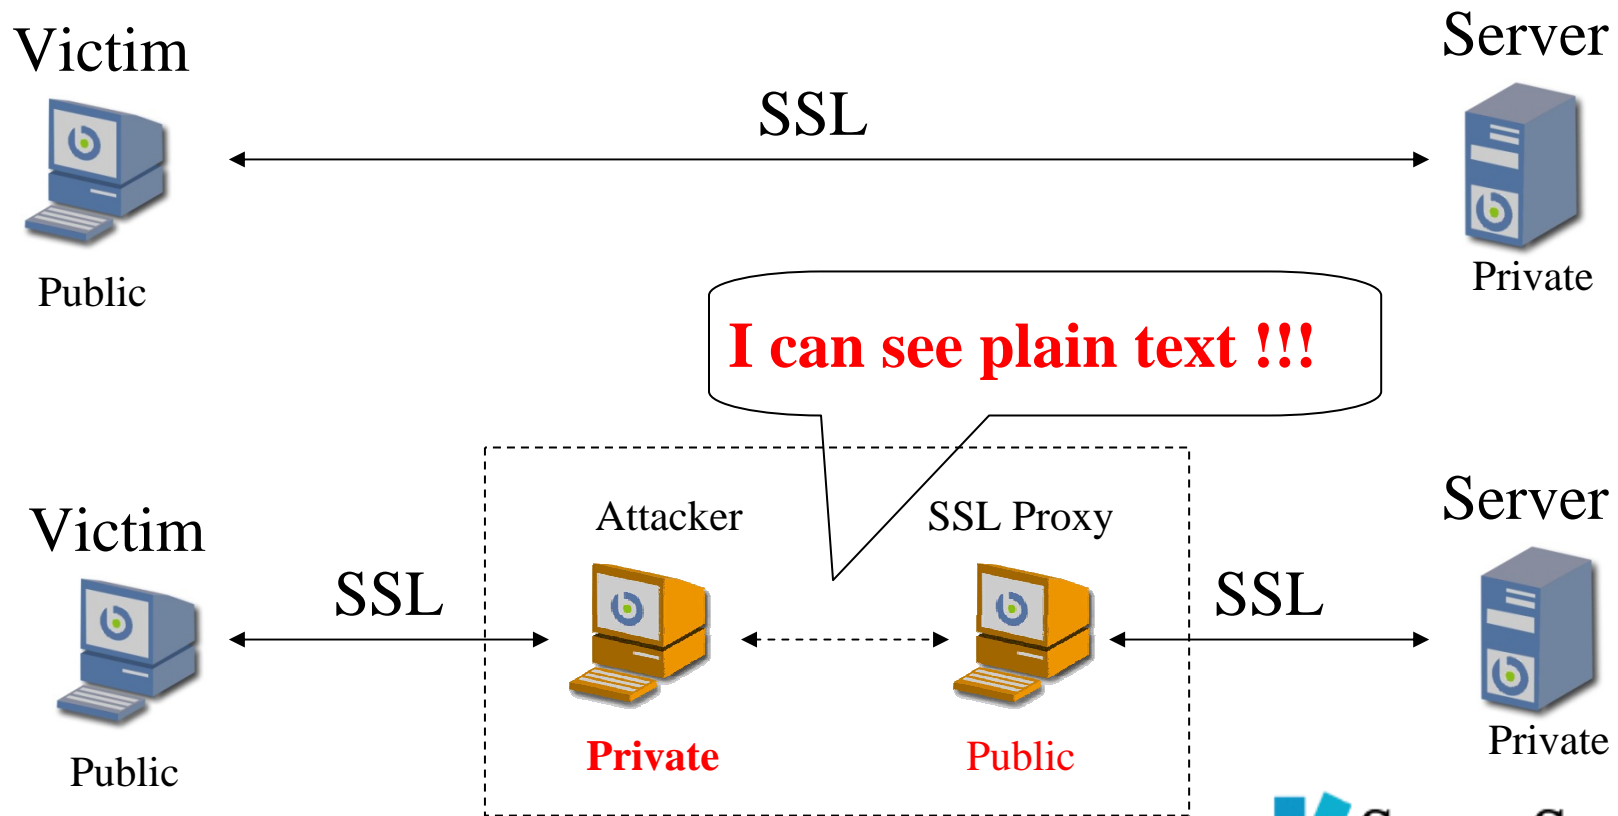 Victim
Server
SSL
Public
Private
I can see plain text !!!
Attacker
SSL Proxy
Victim
Server
SSL
SSL
Private
Public
Public
Private